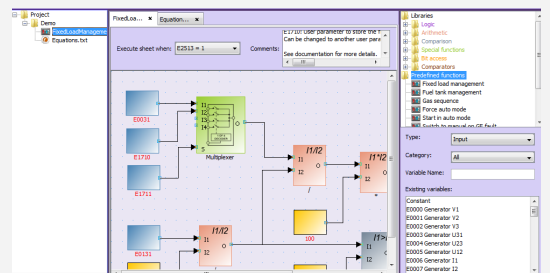 Project
Demo
FixedLoadManageme
Equations.txt
FixedLoa... ×
Equation... ×
Execute sheet when: E2513 = 1
Comments:
E1710: User parameter to store the f
Can be changed to another user para
See documentation for more details.
E0031
E1710
E1711
I1
I2
I3
I4
S
O
Multiplexer
I1/I2
I1
I2
O
/
I1*I2
I1
I2
O
*
100
E0131
I1/I2
I1
I2
O
I1>I
I1
I2
O
Libraries
Logic
Arithmetic
Comparison
Special functions
Bit access
Comparators
Predefined functions
Fixed load management
Fuel tank management
Gas sequence
Force auto mode
Start in auto mode
Switch to manual on GE fault
Type: Input
Category: All
Variable Name:
Existing variables:
Constant
E0000 Generator V1
E0001 Generator V2
E0002 Generator V3
E0003 Generator U31
E0004 Generator U23
E0005 Generator U12
E0006 Generator I1
E0007 Generator I2